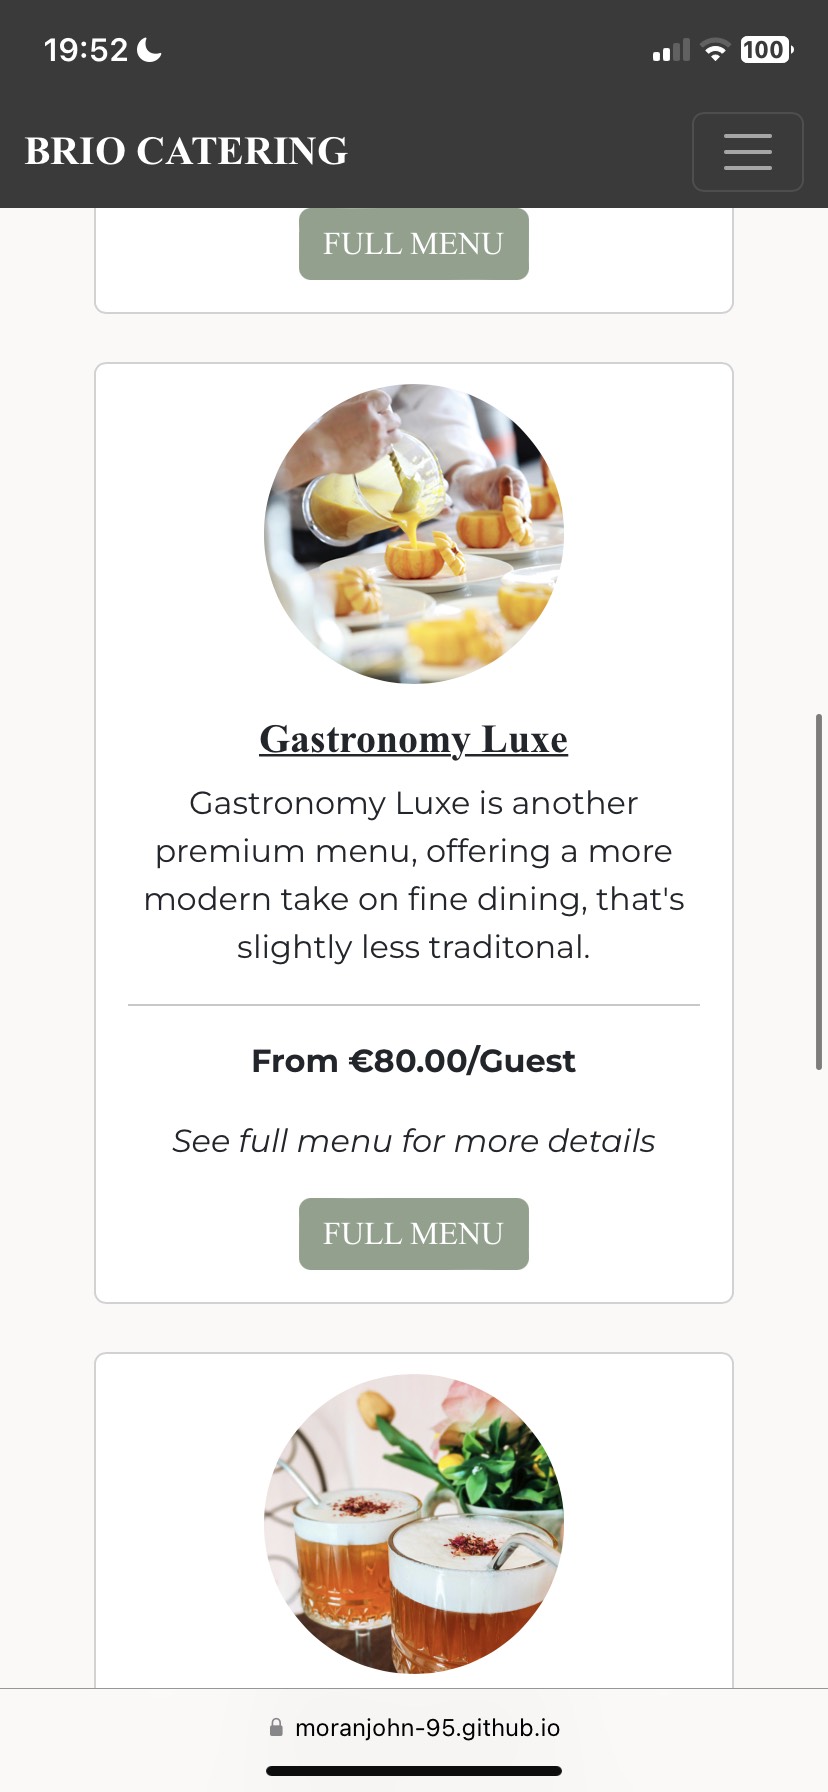 19:52
100
BRIO CATERING
FULL MENU
Gastronomy Luxe
Gastronomy Luxe is another
premium menu, offering a more
modern take on fine dining, that's
slightly less traditonal.
From €80.00/Guest
See full menu for more details
FULL MENU
moranjohn-95.github.io